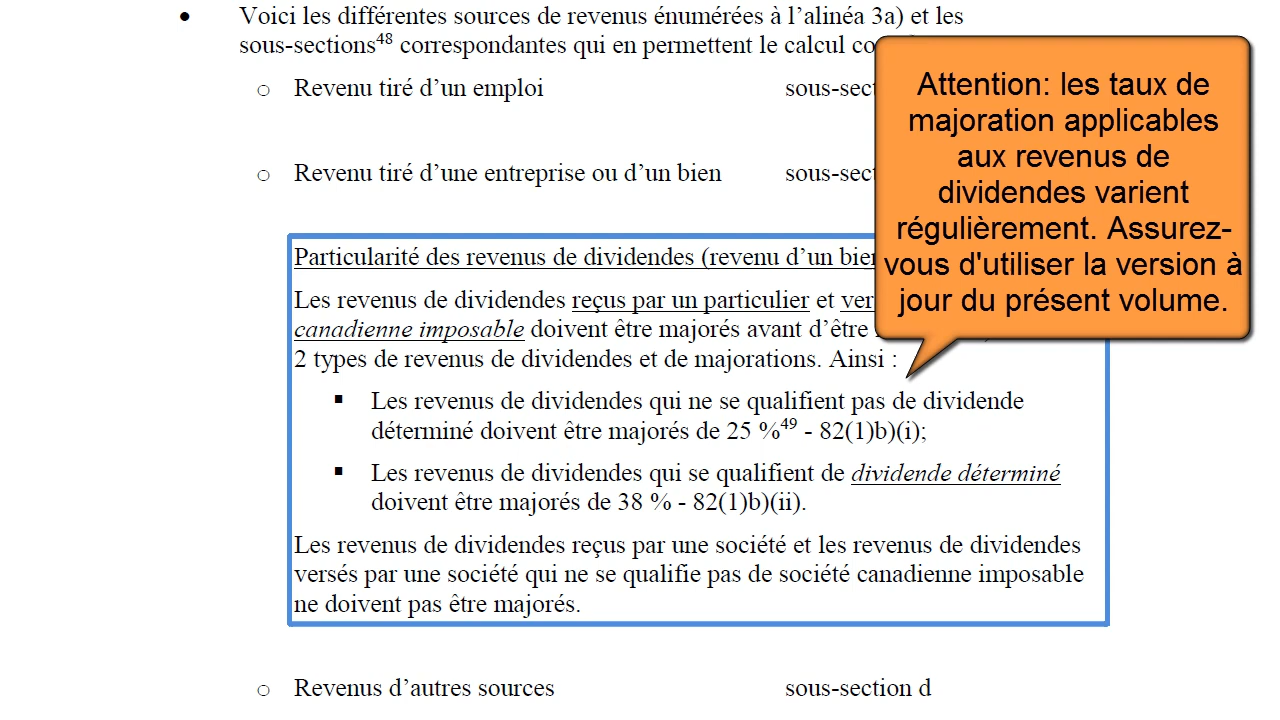 • Voici les différentes sources de revenus énumérées à l’alinéa 3a) et les
sous-sections48 correspondantes qui en permettent le calcul
o Revenu tiré d’un emploi
o Revenu tiré d’une entreprise ou d’un bien
Particularité des revenus de dividendes (revenu d’un
Les revenus de dividendes reçus par un particulier et
canadienne imposable doivent être majorés avant d’être
2 types de revenus de dividendes et de majorations. Ainsi :
▪ Les revenus de dividendes qui ne se qualifient pas de dividende
déterminé doivent être majorés de 25 %49 - 82(1)b)(i);
▪ Les revenus de dividendes qui se qualifient de dividende déterminé
doivent être majorés de 38 % - 82(1)b)(ii).
Les revenus de dividendes reçus par une société et les revenus de dividendes
versés par une société qui ne se qualifie pas de société canadienne imposable
ne doivent pas être majorés.
o Revenus d’autres sources sous-section d
Attention: les taux de
majoration applicables
aux revenus de
dividendes varient
régulièrement. Assurez-
vous d'utiliser la version à
jour du présent volume.